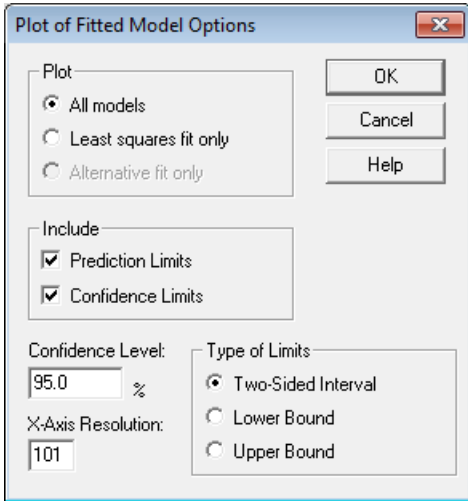 Plot of Fitted Model Options
Plot
All models
Least squares fit only
Alternative fit only
OK
Cancel
Help
Include
Prediction Limits
Confidence Limits
Confidence Level:
95.0 %
X-Axis Resolution:
101
Type of Limits
Two-Sided Interval
Lower Bound
Upper Bound